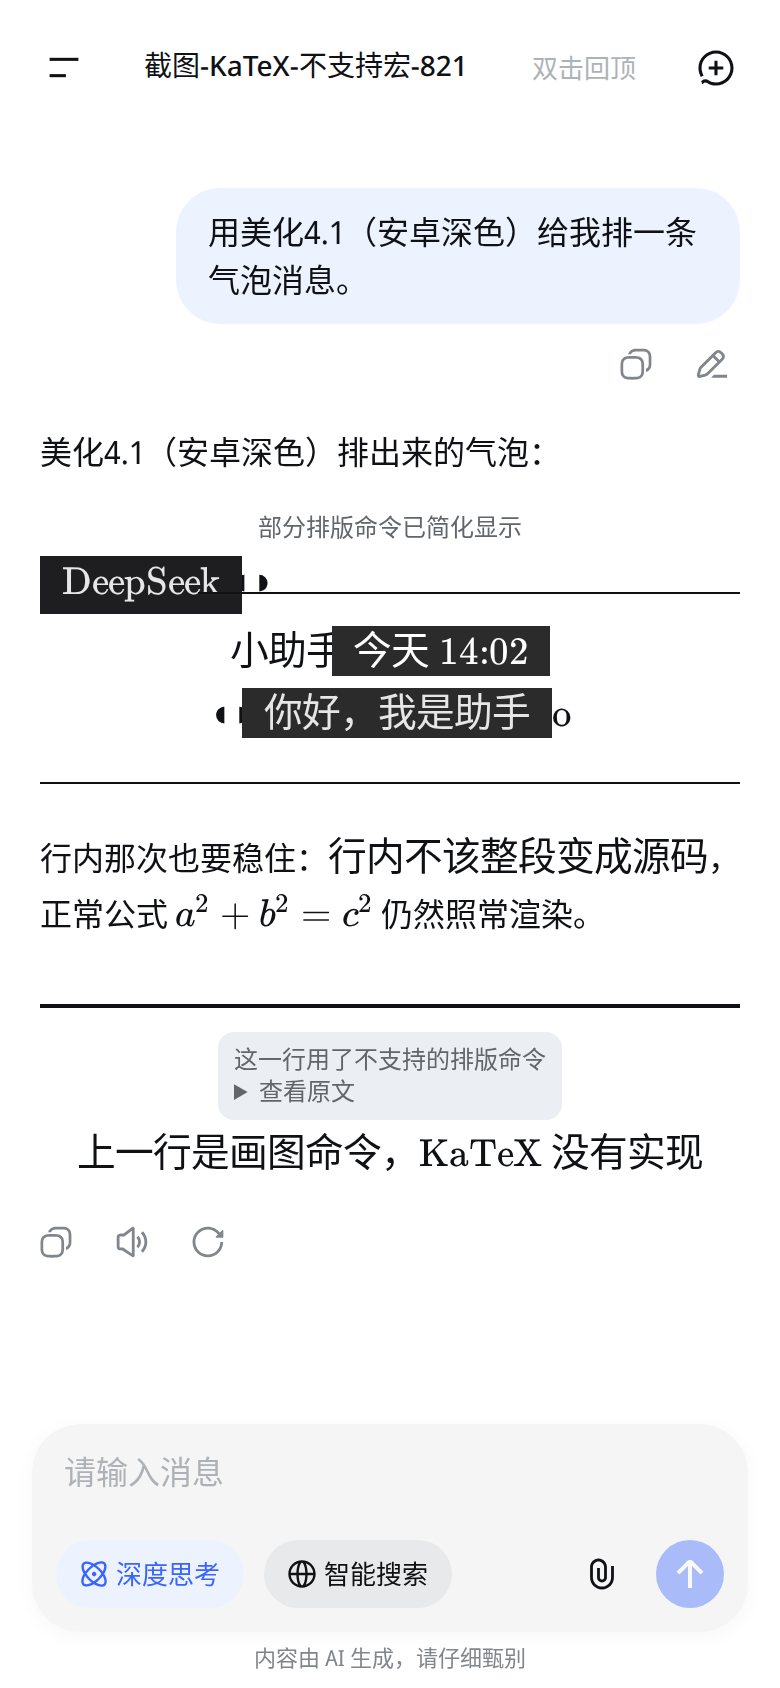 截图-KaTeX-不支持宏-821 双击回顶
用美化4.1（安卓深色）给我排一条
气泡消息。
美化4.1（安卓深色）排出来的气泡：
部分排版命令已简化显示
DeepSeek
小助手 今天 14:02
你好，我是助手 o
行内那次也要稳住：行内不该整段变成源码，
正常公式 a² + b² = c² 仍然照常渲染。
这一行用了不支持的排版命令
▶ 查看原文
上一行是画图命令，KaTeX 没有实现
请输入消息
深度思考 智能搜索
内容由 AI 生成，请仔细甄别